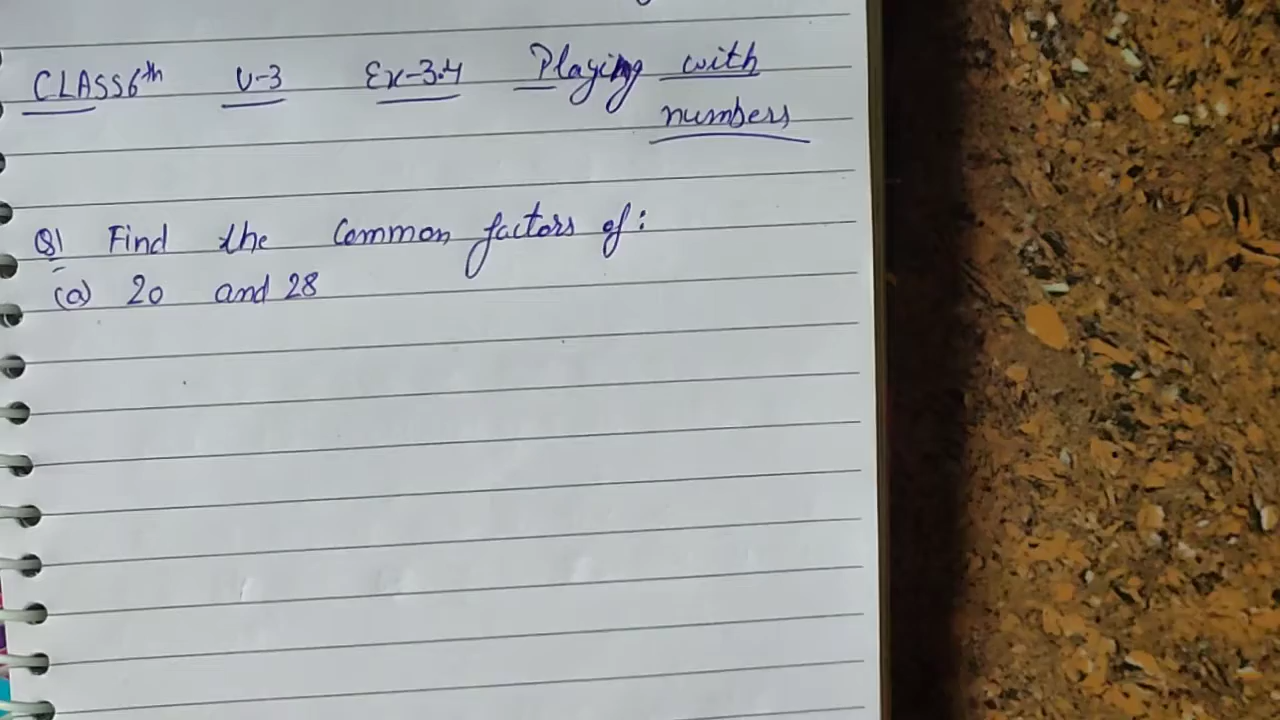 CLASS 6th U-3 Ex-3.4 Playing with
numbers
Q1 Find the Common factors of:
(a) 20 and 28